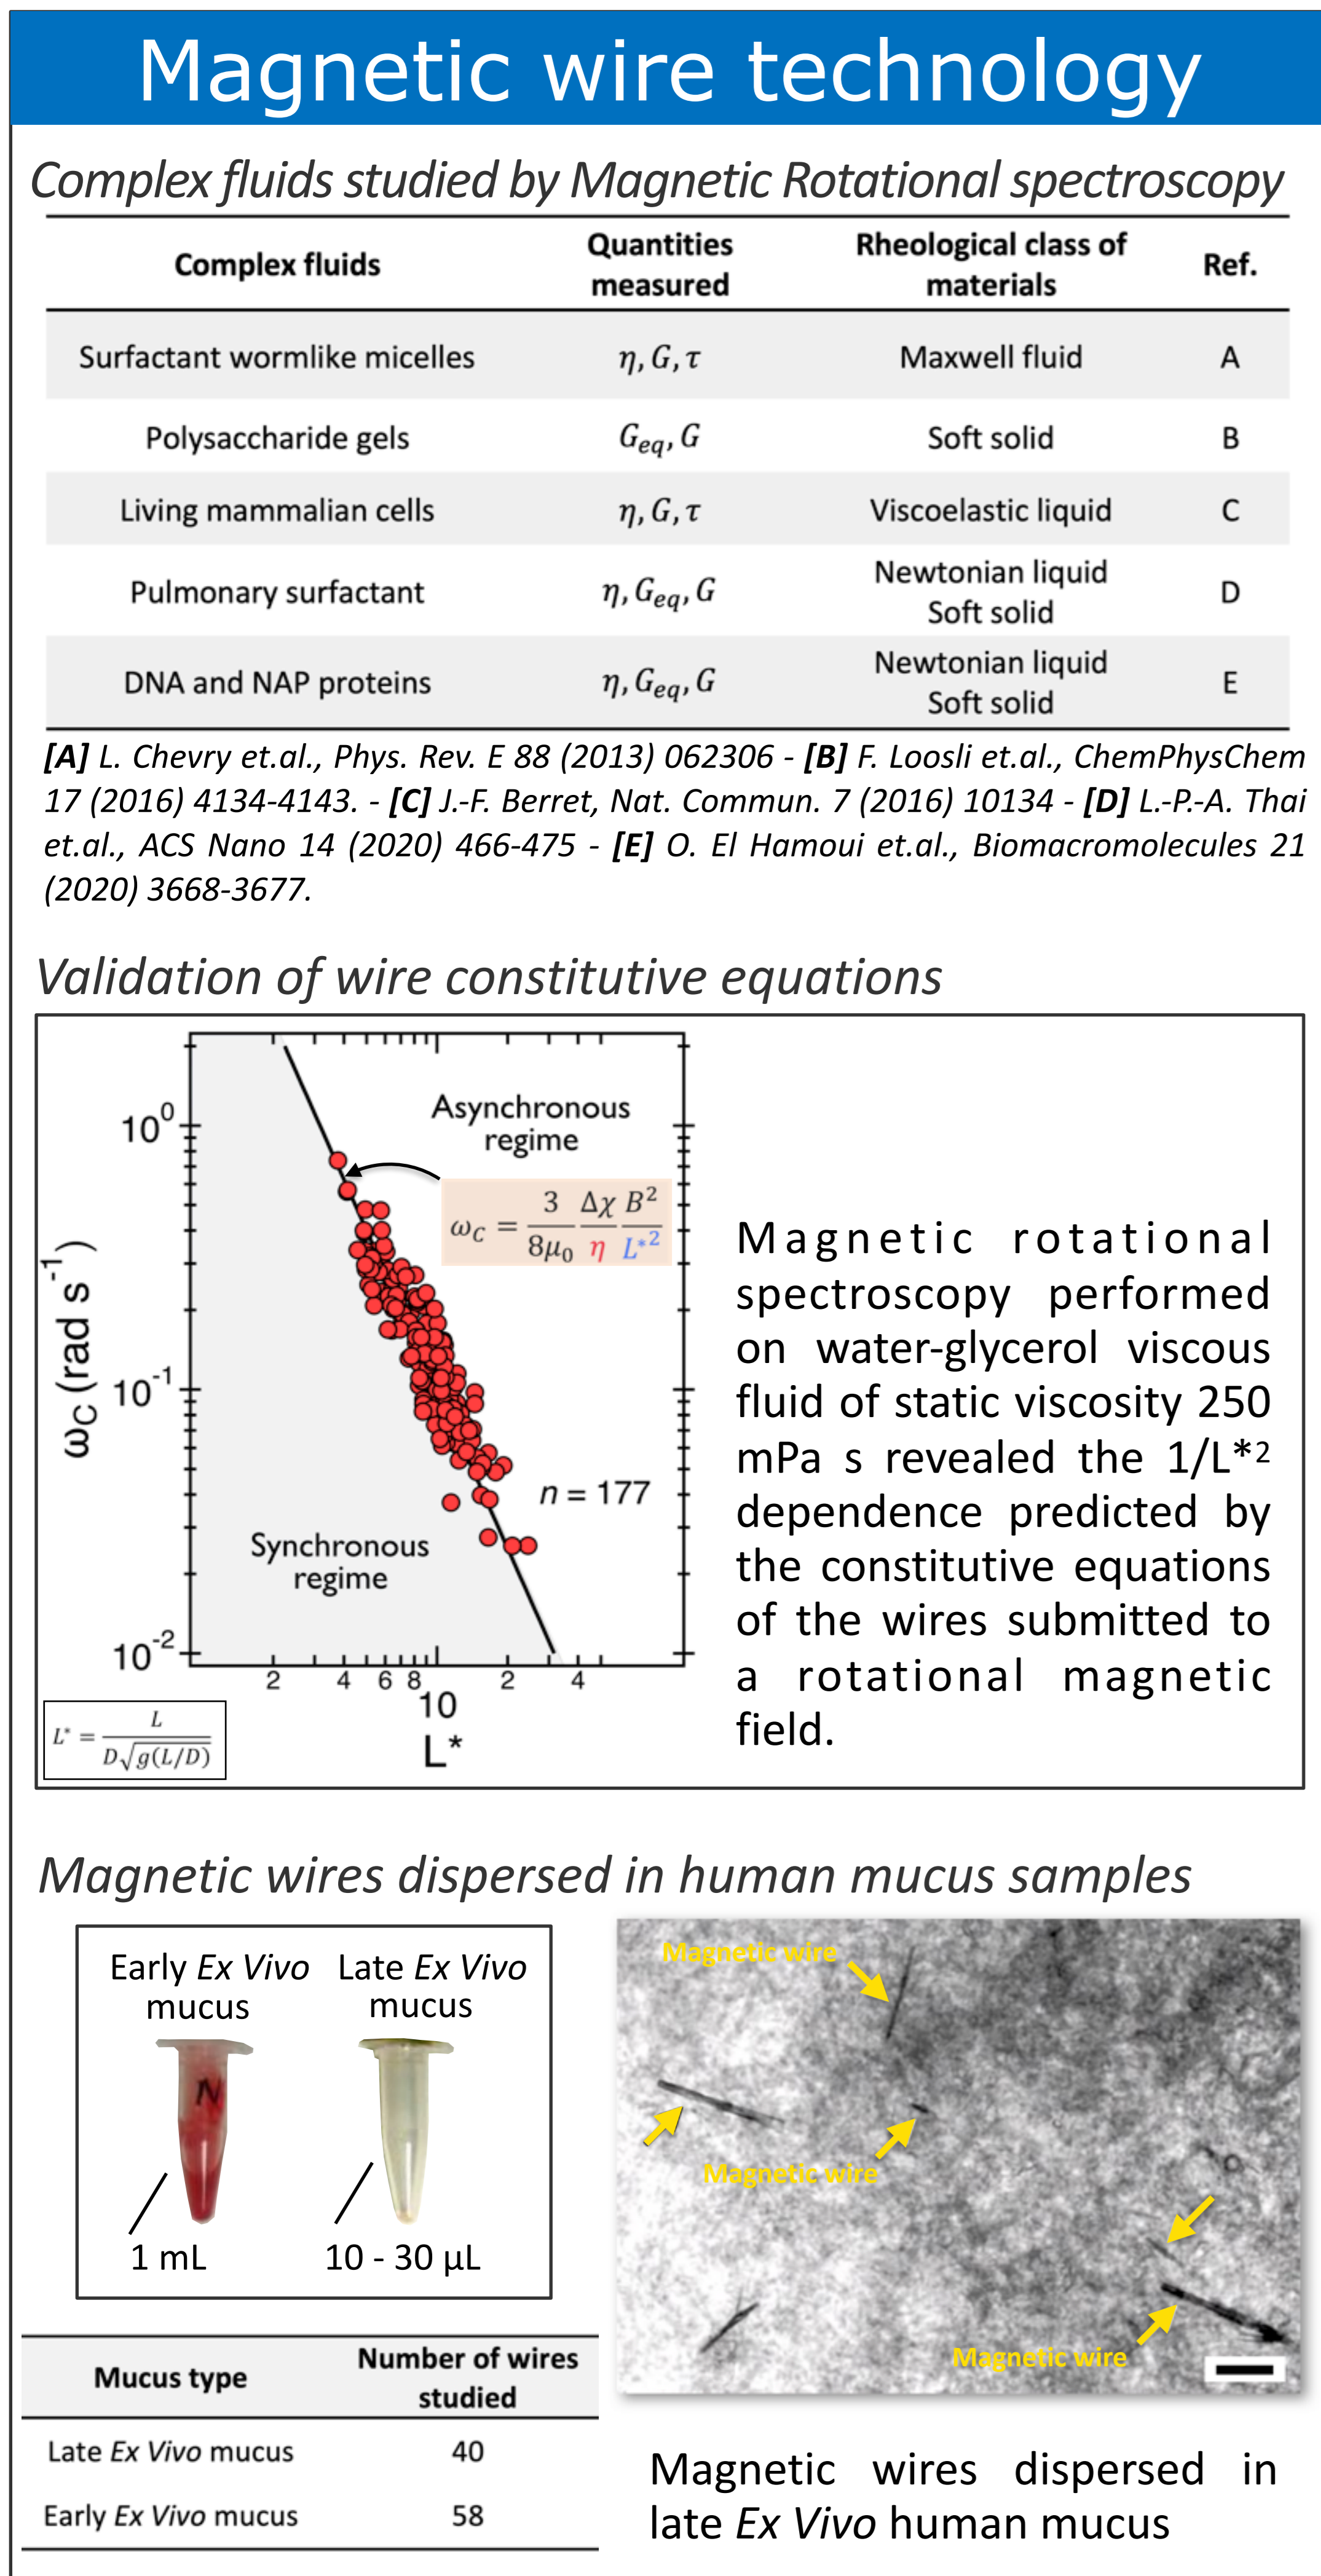 Magnetic wire technology
Complex fluids studied by Magnetic Rotational spectroscopy
Complex fluids
Quantities
measured
Rheological class of
materials
Ref.
Surfactant wormlike micelles η, G, τ Maxwell fluid A
Polysaccharide gels G_eq, G Soft solid B
Living mammalian cells η, G, τ Viscoelastic liquid C
Pulmonary surfactant η, G_eq, G Newtonian liquid
Soft solid D
DNA and NAP proteins η, G_eq, G Newtonian liquid
Soft solid E
[A] L. Chevry et.al., Phys. Rev. E 88 (2013) 062306 - [B] F. Loosli et.al., ChemPhysChem
17 (2016) 4134-4143. - [C] J.-F. Berret, Nat. Commun. 7 (2016) 10134 - [D] L.-P.-A. Thai
et.al., ACS Nano 14 (2020) 466-475 - [E] O. El Hamoui et.al., Biomacromolecules 21
(2020) 3668-3677.
Validation of wire constitutive equations
Asynchronous
regime
ω_C = 3/(8μ₀) Δχ/η B²/L*²
n = 177
Synchronous
regime
ω_C (rad s⁻¹)
10⁰
10⁻¹
10⁻²
2 4 6 8 10 2 4
L*
L* = L/(D√g(L/D))
Magnetic rotational
spectroscopy performed
on water-glycerol viscous
fluid of static viscosity 250
mPa s revealed the 1/L*²
dependence predicted by
the constitutive equations
of the wires submitted to
a rotational magnetic
field.
Magnetic wires dispersed in human mucus samples
Early Ex Vivo
mucus
Late Ex Vivo
mucus
N
1 mL
10 - 30 µL
Magnetic wire
Magnetic wire
Magnetic wire
Mucus type
Number of wires
studied
Late Ex Vivo mucus 40
Early Ex Vivo mucus 58
Magnetic wires dispersed in
late Ex Vivo human mucus